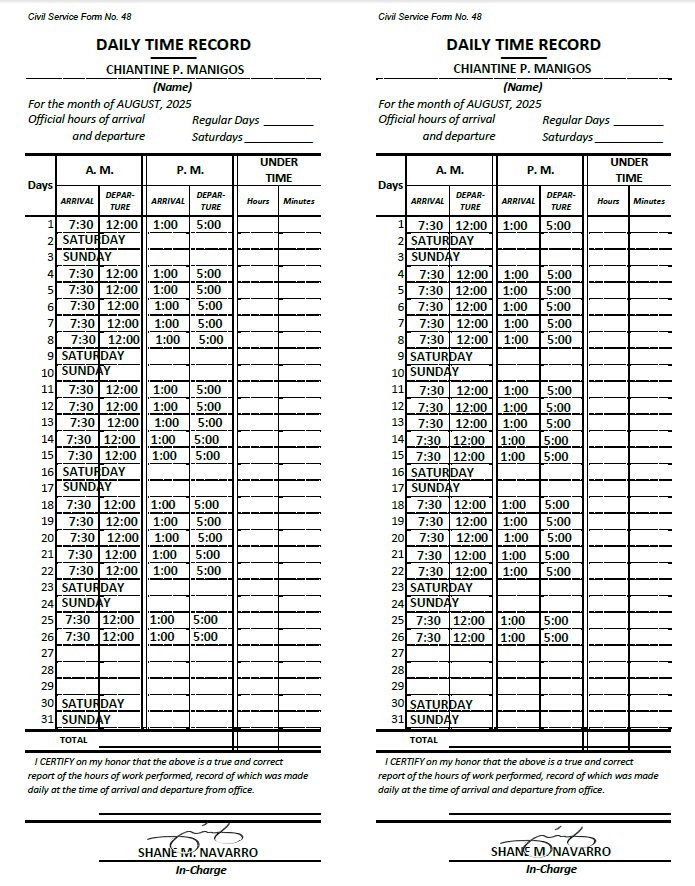 Civil Service Form No. 48
DAILY TIME RECORD
CHIANTINE P. MANIGOS
(Name)
For the month of AUGUST, 2025
Official hours of arrival Regular Days
and departure Saturdays
Days A. M. P. M. UNDER TIME
ARRIVAL DEPAR-TURE ARRIVAL DEPAR-TURE Hours Minutes
1 7:30 12:00 1:00 5:00
2 SATURDAY
3 SUNDAY
4 7:30 12:00 1:00 5:00
5 7:30 12:00 1:00 5:00
6 7:30 12:00 1:00 5:00
7 7:30 12:00 1:00 5:00
8 7:30 12:00 1:00 5:00
9 SATURDAY
10 SUNDAY
11 7:30 12:00 1:00 5:00
12 7:30 12:00 1:00 5:00
13 7:30 12:00 1:00 5:00
14 7:30 12:00 1:00 5:00
15 7:30 12:00 1:00 5:00
16 SATURDAY
17 SUNDAY
18 7:30 12:00 1:00 5:00
19 7:30 12:00 1:00 5:00
20 7:30 12:00 1:00 5:00
21 7:30 12:00 1:00 5:00
22 7:30 12:00 1:00 5:00
23 SATURDAY
24 SUNDAY
25 7:30 12:00 1:00 5:00
26 7:30 12:00 1:00 5:00
27
28
29
30 SATURDAY
31 SUNDAY
TOTAL
I CERTIFY on my honor that the above is a true and correct
report of the hours of work performed, record of which was made
daily at the time of arrival and departure from office.
SHANE M. NAVARRO
In-Charge
Civil Service Form No. 48
DAILY TIME RECORD
CHIANTINE P. MANIGOS
(Name)
For the month of AUGUST, 2025
Official hours of arrival Regular Days
and departure Saturdays
Days A. M. P. M. UNDER TIME
ARRIVAL DEPAR-TURE ARRIVAL DEPAR-TURE Hours Minutes
1 7:30 12:00 1:00 5:00
2 SATURDAY
3 SUNDAY
4 7:30 12:00 1:00 5:00
5 7:30 12:00 1:00 5:00
6 7:30 12:00 1:00 5:00
7 7:30 12:00 1:00 5:00
8 7:30 12:00 1:00 5:00
9 SATURDAY
10 SUNDAY
11 7:30 12:00 1:00 5:00
12 7:30 12:00 1:00 5:00
13 7:30 12:00 1:00 5:00
14 7:30 12:00 1:00 5:00
15 7:30 12:00 1:00 5:00
16 SATURDAY
17 SUNDAY
18 7:30 12:00 1:00 5:00
19 7:30 12:00 1:00 5:00
20 7:30 12:00 1:00 5:00
21 7:30 12:00 1:00 5:00
22 7:30 12:00 1:00 5:00
23 SATURDAY
24 SUNDAY
25 7:30 12:00 1:00 5:00
26 7:30 12:00 1:00 5:00
27
28
29
30 SATURDAY
31 SUNDAY
TOTAL
I CERTIFY on my honor that the above is a true and correct
report of the hours of work performed, record of which was made
daily at the time of arrival and departure from office.
SHANE M. NAVARRO
In-Charge